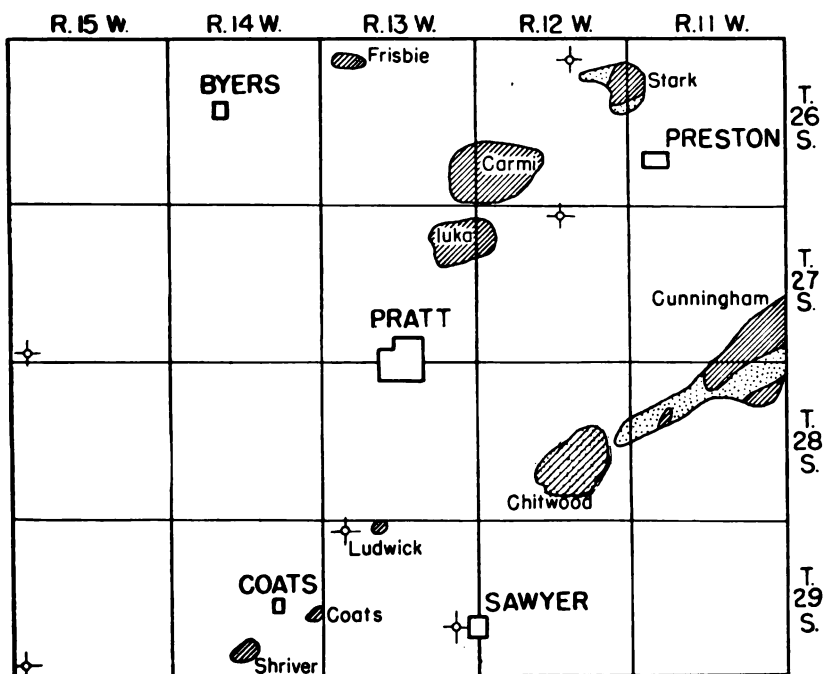 R. 15 W. R. 14 W. R. 13 W. R. 12 W. R. 11 W.
Frisbie
BYERS
Stark
T.
26
S.
PRESTON
Carmi
Iuka
T.
27
S.
Cunningham
PRATT
T.
28
S.
Chitwood
Ludwick
COATS
Coats
SAWYER
T.
29
S.
Shriver